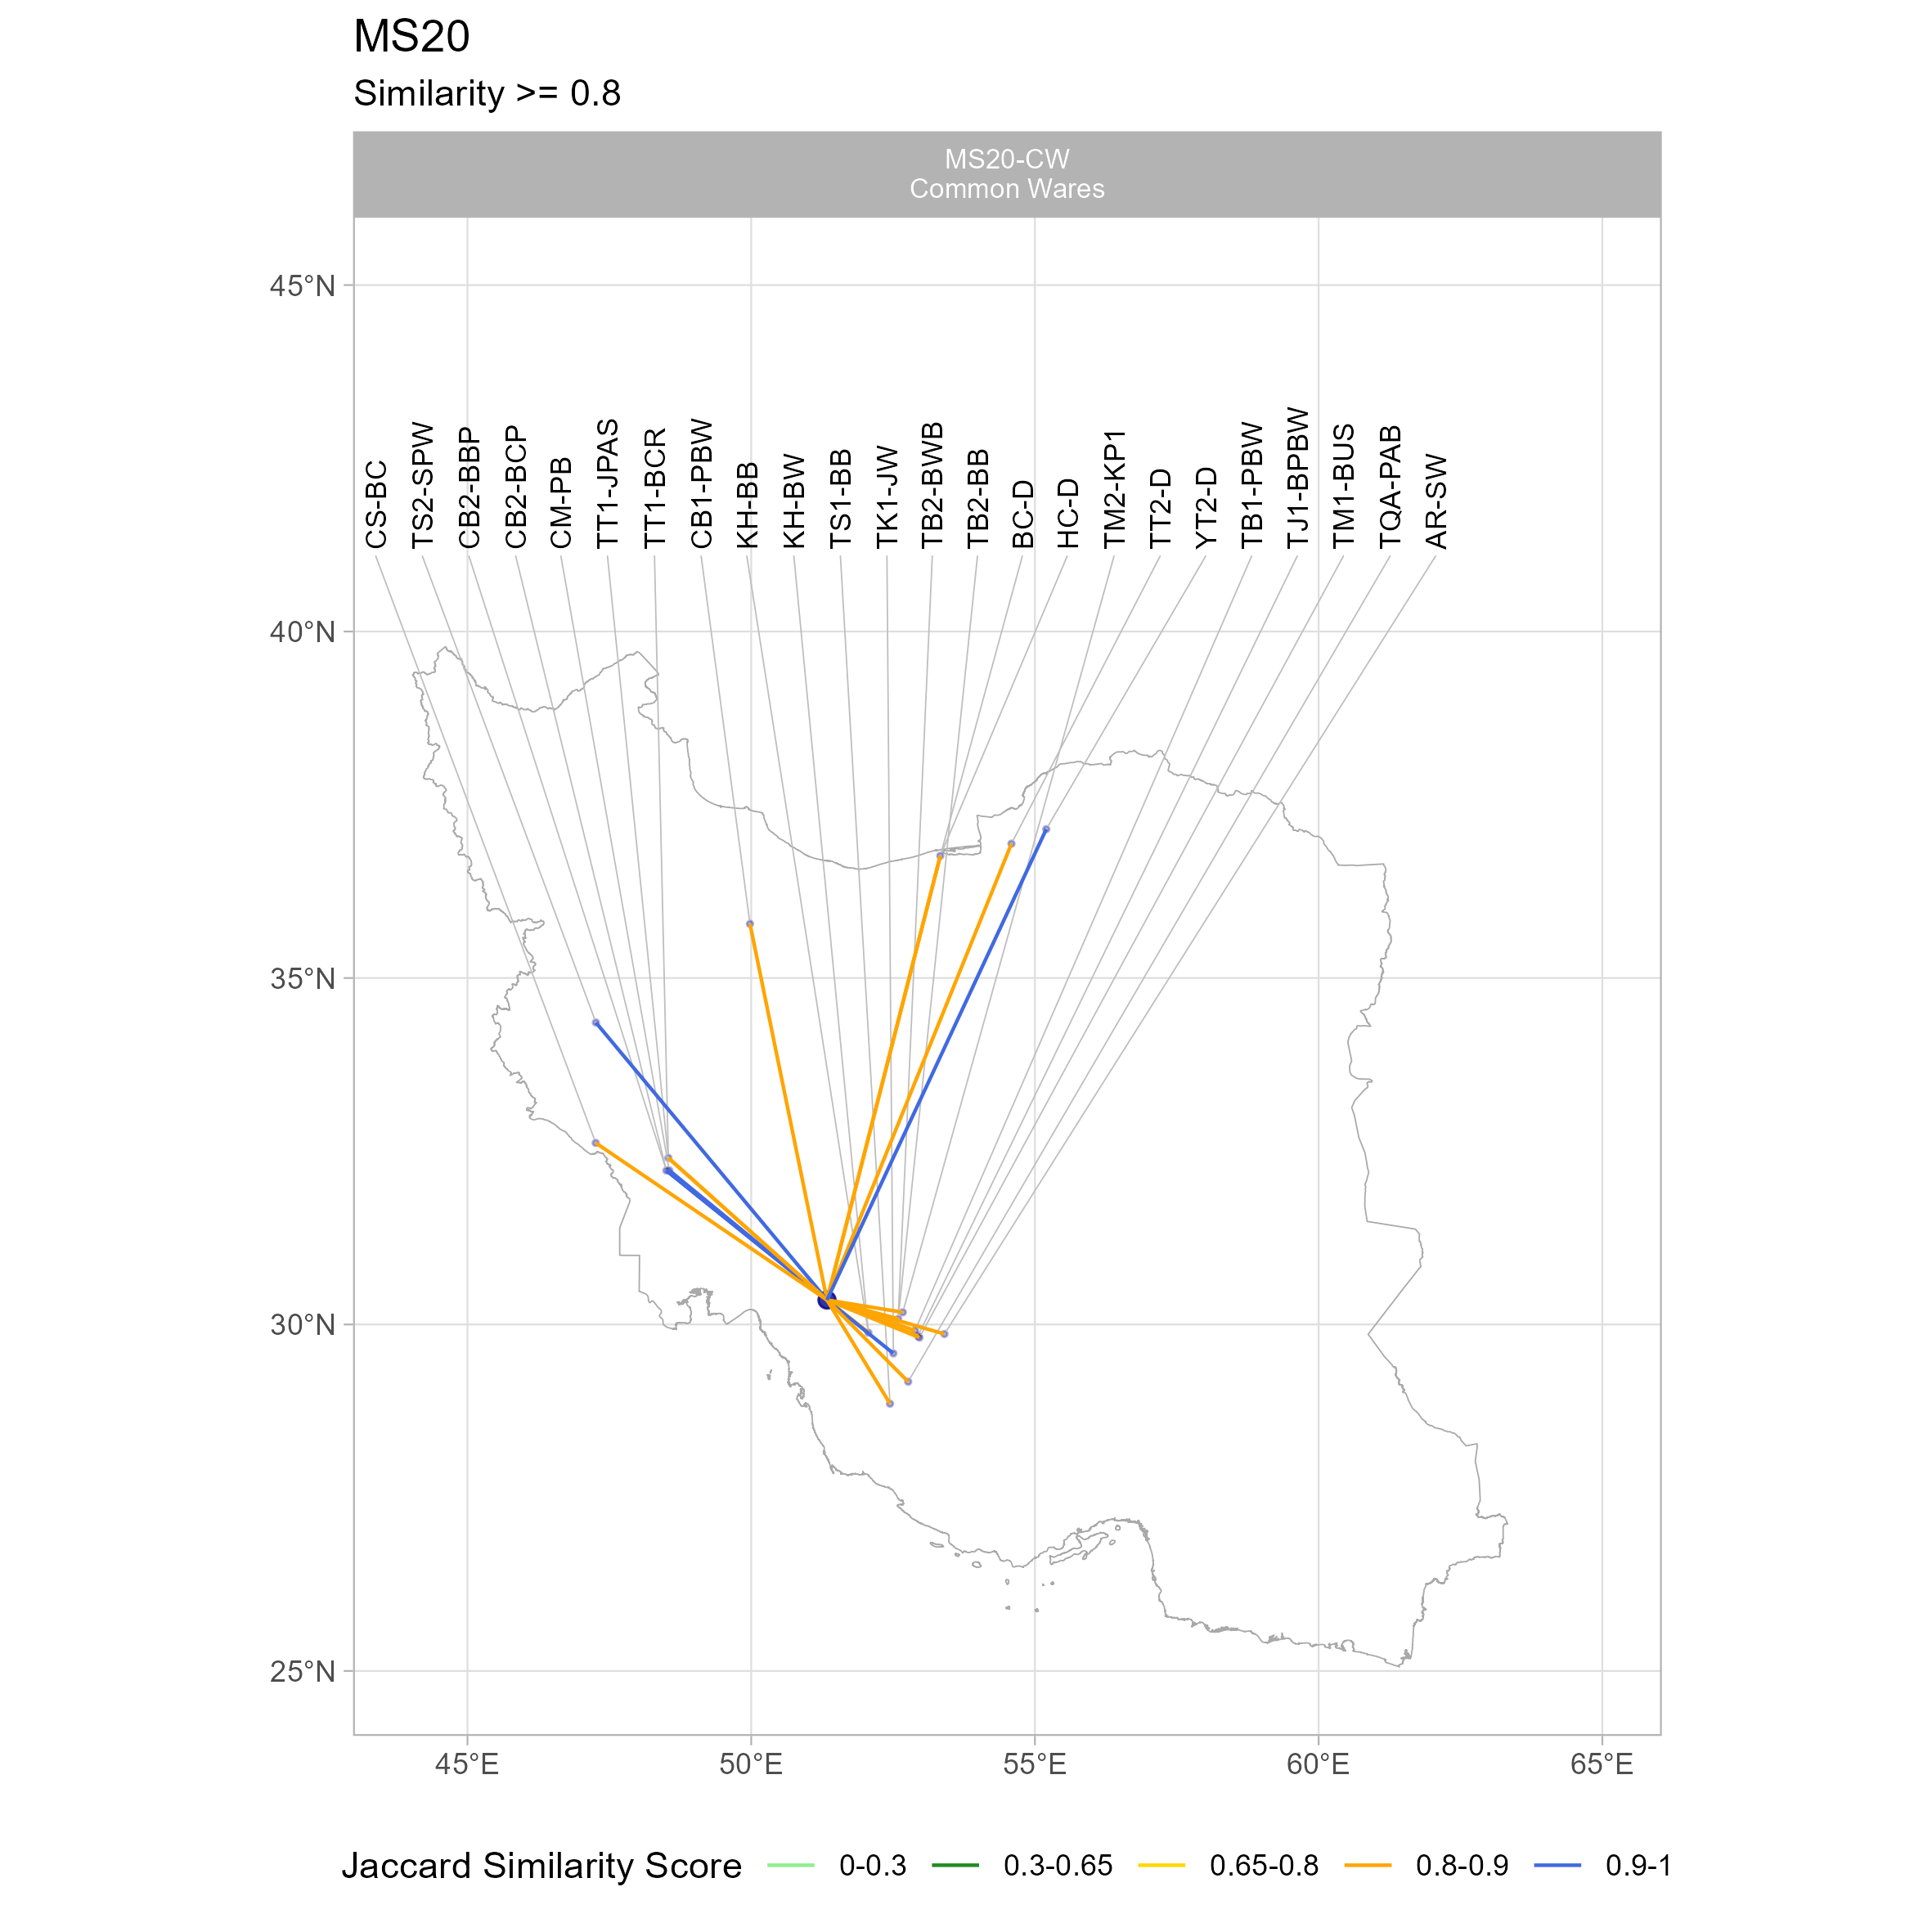 MS20
Similarity >= 0.8
MS20-CW
Common Wares
45°N
40°N
35°N
30°N
25°N
CS-BC
TS2-SPW
CB2-BBP
CB2-BCP
CM-PB
TT1-JPAS
TT1-BCR
CB1-PBW
KH-BB
KH-BW
TS1-BB
TK1-JW
TB2-BWB
TB2-BB
BC-D
HC-D
TM2-KP1
TT2-D
YT2-D
TB1-PBW
TJ1-BPBW
TM1-BUS
TQA-PAB
AR-SW
45°E 50°E 55°E 60°E 65°E
Jaccard Similarity Score 0-0.3 0.3-0.65 0.65-0.8 0.8-0.9 0.9-1